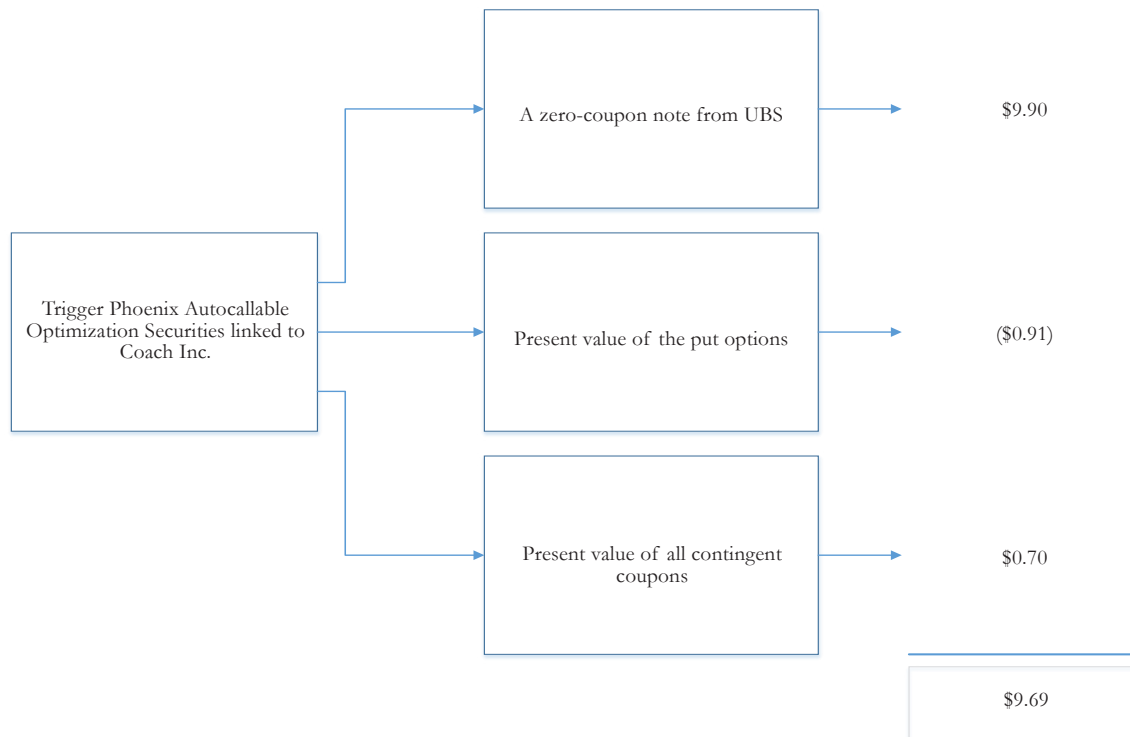 A zero-coupon note from UBS
$9.90
Trigger Phoenix Autocallable
Optimization Securities linked to
Coach Inc.
Present value of the put options
($0.91)
Present value of all contingent
coupons
$0.70
$9.69